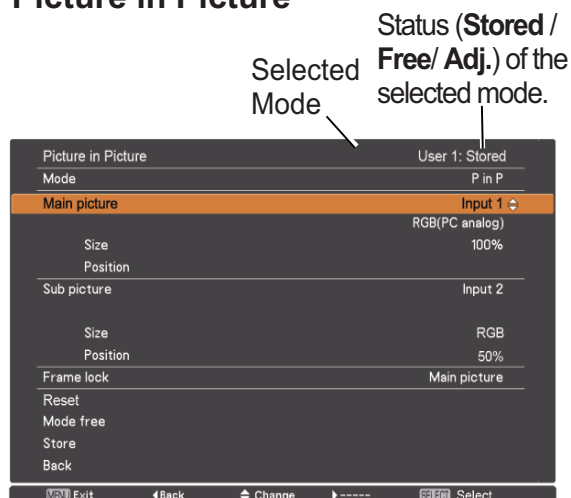 Picture in Picture
Status (Stored /
Free/ Adj.) of the
selected mode.
Selected
Mode
Picture in Picture User 1: Stored
Mode P in P
Main picture Input 1
RGB(PC analog)
Size 100%
Position
Sub picture Input 2
Size RGB
Position 50%
Frame lock Main picture
Reset
Mode free
Store
Back
MENU Exit Back Change ----- SELECT Select